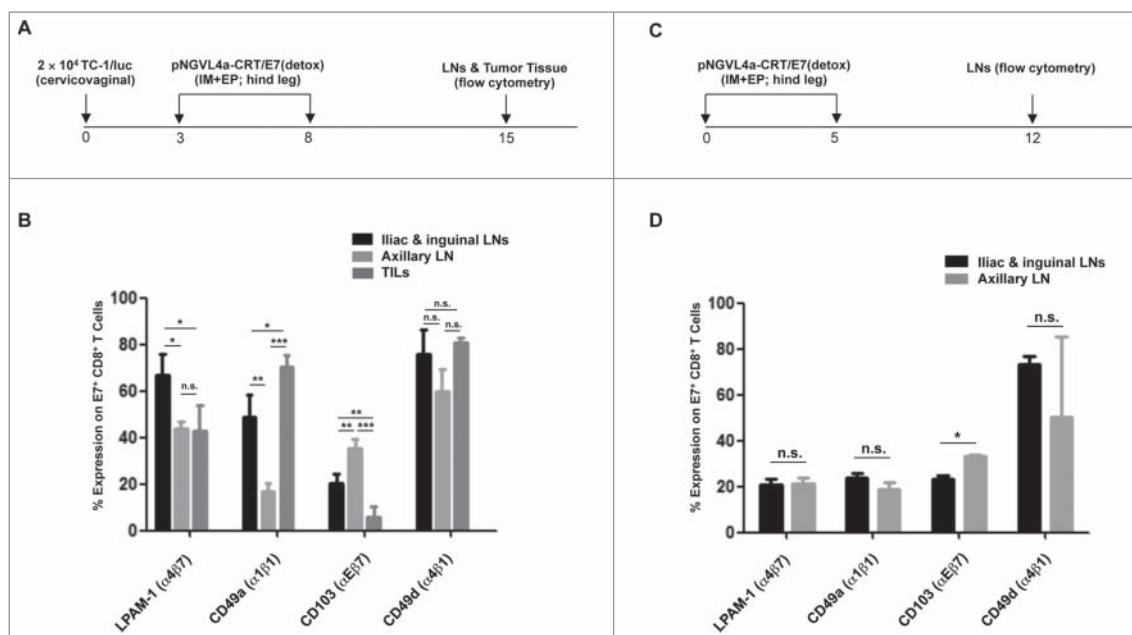 A
2 × 10⁴ TC-1/luc
(cervicovaginal)
pNGVL4a-CRT/E7(detox)
(IM+EP; hind leg)
LNs & Tumor Tissue
(flow cytometry)
0
3
8
15
C
pNGVL4a-CRT/E7(detox)
(IM+EP; hind leg)
LNs (flow cytometry)
0
5
12
B
Iliac & inguinal LNs
Axillary LN
TILs
% Expression on E7⁺ CD8⁺ T Cells
100
80
60
40
20
0
*
*
n.s.
*
**
***
**
** ***
n.s.
n.s. n.s.
LPAM-1 (α4β7)
CD49a (α1β1)
CD103 (αEβ7)
CD49d (α4β1)
D
Iliac & inguinal LNs
Axillary LN
% Expression on E7⁺ CD8⁺ T Cells
100
80
60
40
20
0
n.s.
n.s.
*
n.s.
LPAM-1 (α4β7)
CD49a (α1β1)
CD103 (αEβ7)
CD49d (α4β1)